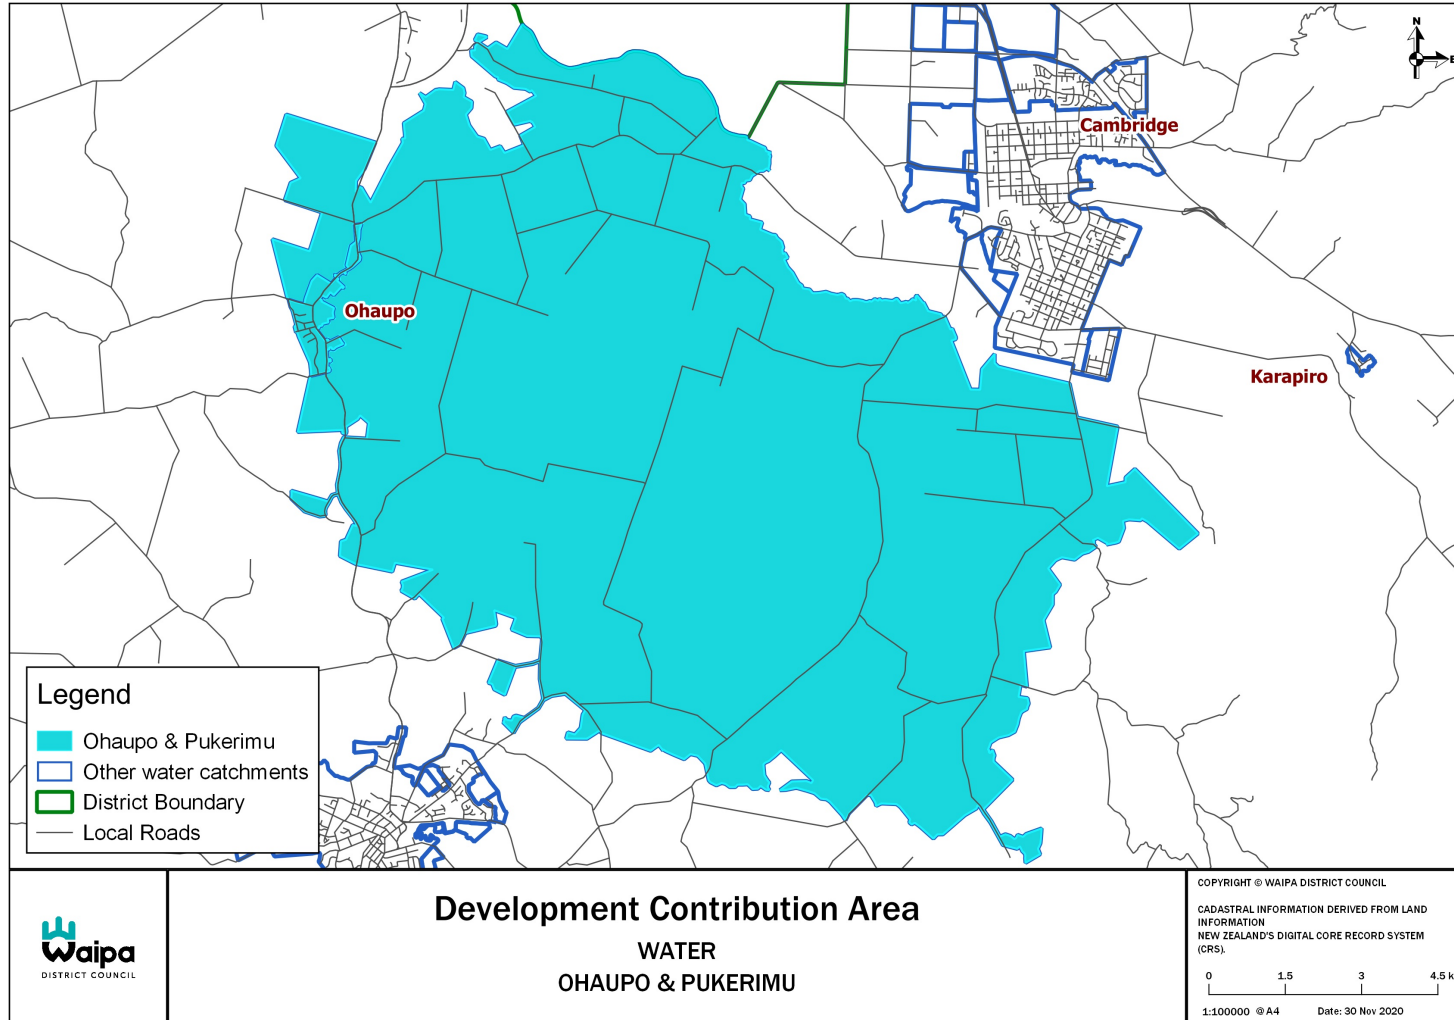 N
E
Cambridge
Ohaupo
Karapiro
Legend
Ohaupo & Pukerimu
Other water catchments
District Boundary
Local Roads
Waipa
DISTRICT COUNCIL
Development Contribution Area
WATER
OHAUPO & PUKERIMU
COPYRIGHT © WAIPA DISTRICT COUNCIL
CADASTRAL INFORMATION DERIVED FROM LAND
INFORMATION
NEW ZEALAND'S DIGITAL CORE RECORD SYSTEM
(CRS).
0 1.5 3 4.5 k
1:100000 @ A4 Date: 30 Nov 2020